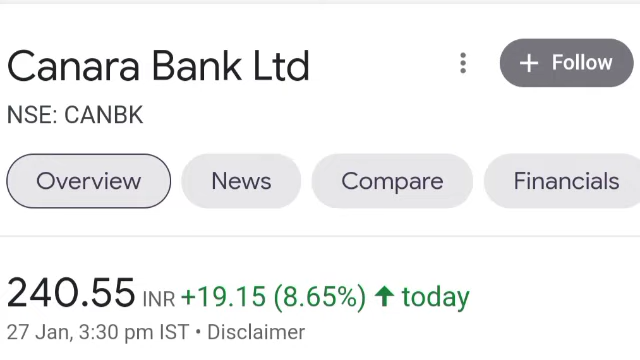 Canara Bank Ltd
+ Follow
NSE: CANBK
Overview News Compare Financials
240.55 INR +19.15 (8.65%) ↑ today
27 Jan, 3:30 pm IST • Disclaimer